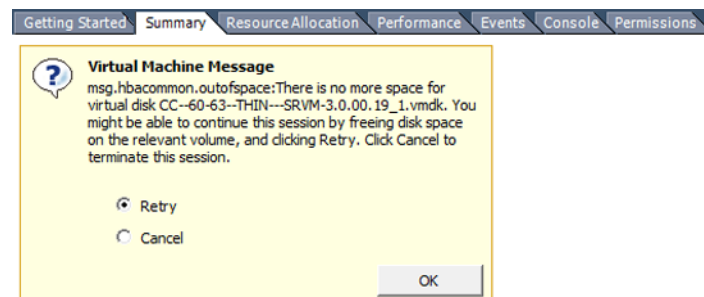 Getting Started Summary Resource Allocation Performance Events Console Permissions
Virtual Machine Message
msg.hbacommon.outofspace:There is no more space for
virtual disk CC--60-63--THIN---SRVM-3.0.00.19_1.vmdk. You
might be able to continue this session by freeing disk space
on the relevant volume, and clicking Retry. Click Cancel to
terminate this session.
Retry
Cancel
OK